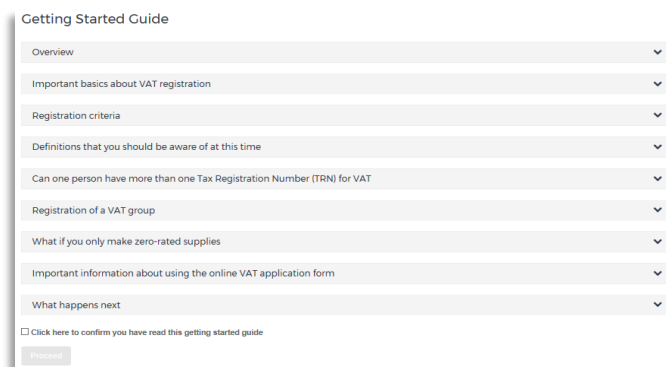 Getting Started Guide
Overview
Important basics about VAT registration
Registration criteria
Definitions that you should be aware of at this time
Can one person have more than one Tax Registration Number (TRN) for VAT
Registration of a VAT group
What if you only make zero-rated supplies
Important information about using the online VAT application form
What happens next
Click here to confirm you have read this getting started guide
Proceed